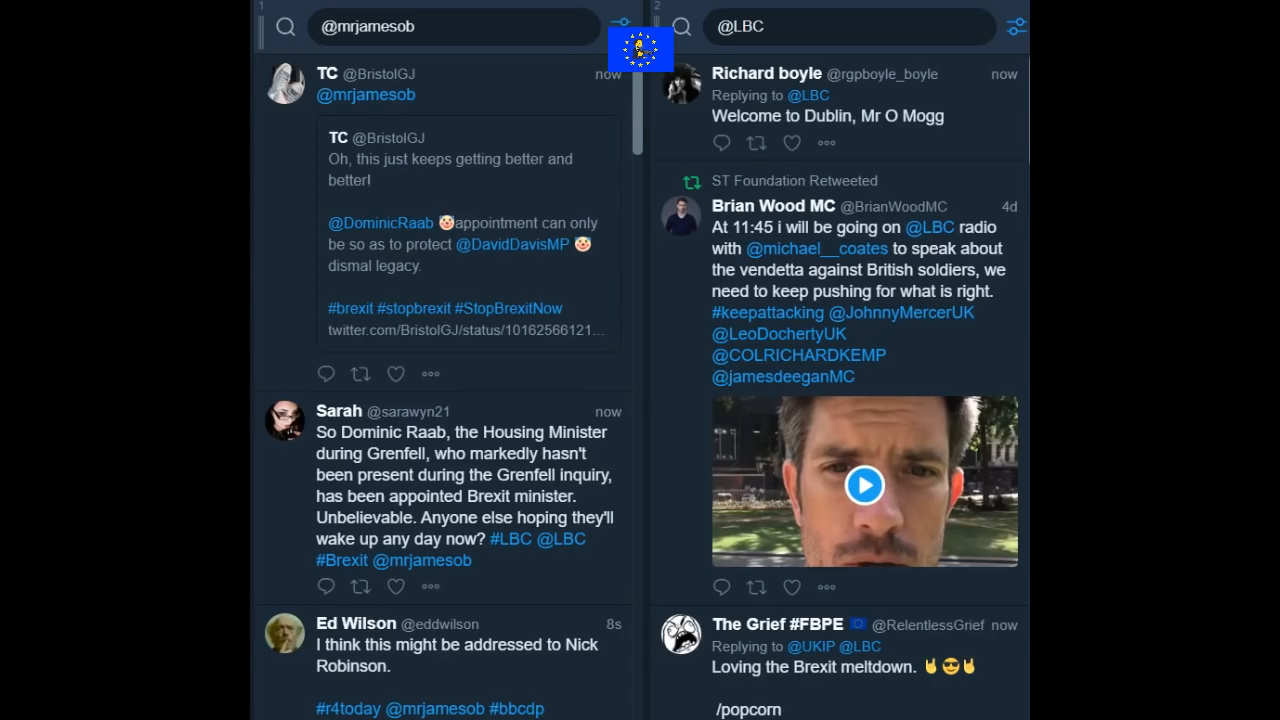 1
@mrjamesob
TC @BristolGJ now
@mrjamesob
TC @BristolGJ
Oh, this just keeps getting better and
better!
@DominicRaab 🤡appointment can only
be so as to protect @DavidDavisMP 🤡
dismal legacy.
#brexit #stopbrexit #StopBrexitNow
twitter.com/BristolGJ/status/10162566121...
Sarah @sarawyn21 now
So Dominic Raab, the Housing Minister
during Grenfell, who markedly hasn't
been present during the Grenfell inquiry,
has been appointed Brexit minister.
Unbelievable. Anyone else hoping they'll
wake up any day now? #LBC @LBC
#Brexit @mrjamesob
Ed Wilson @eddwilson 8s
I think this might be addressed to Nick
Robinson.
#r4today @mrjamesob #bbcdp
2
@LBC
Richard boyle @rgpboyle_boyle now
Replying to @LBC
Welcome to Dublin, Mr O Mogg
ST Foundation Retweeted
Brian Wood MC @BrianWoodMC 4d
At 11:45 i will be going on @LBC radio
with @michael__coates to speak about
the vendetta against British soldiers, we
need to keep pushing for what is right.
#keepattacking @JohnnyMercerUK
@LeoDochertyUK
@COLRICHARDKEMP
@jamesdeeganMC
The Grief #FBPE 🇪🇺 @RelentlessGrief now
Replying to @UKIP @LBC
Loving the Brexit meltdown. 🤘😎🤘
/popcorn